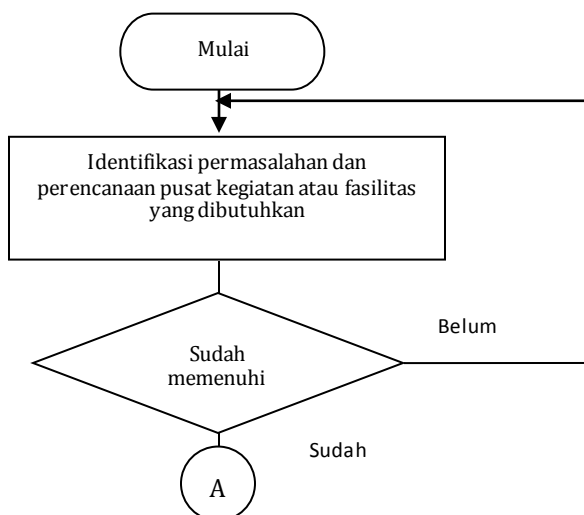 Mulai
Identifikasi permasalahan dan
perencanaan pusat kegiatan atau fasilitas
yang dibutuhkan
Belum
Sudah
memenuhi
Sudah
A